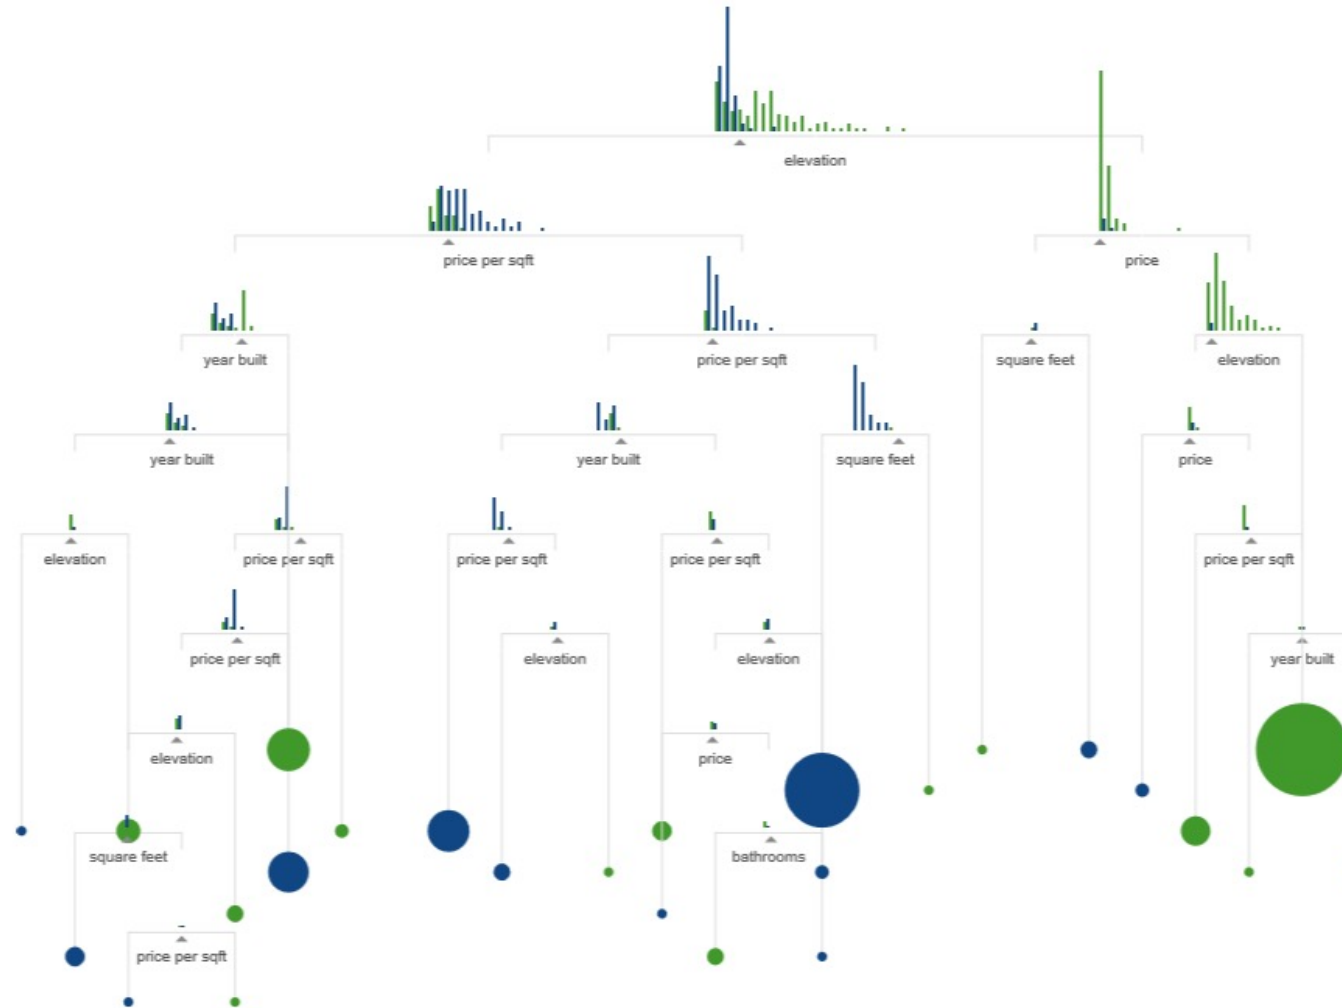 elevation
price per sqft
price
year built
price per sqft
square feet
elevation
year built
year built
square feet
price
elevation
price per sqft
price per sqft
price per sqft
price per sqft
price per sqft
elevation
elevation
year built
elevation
price
square feet
bathrooms
price per sqft